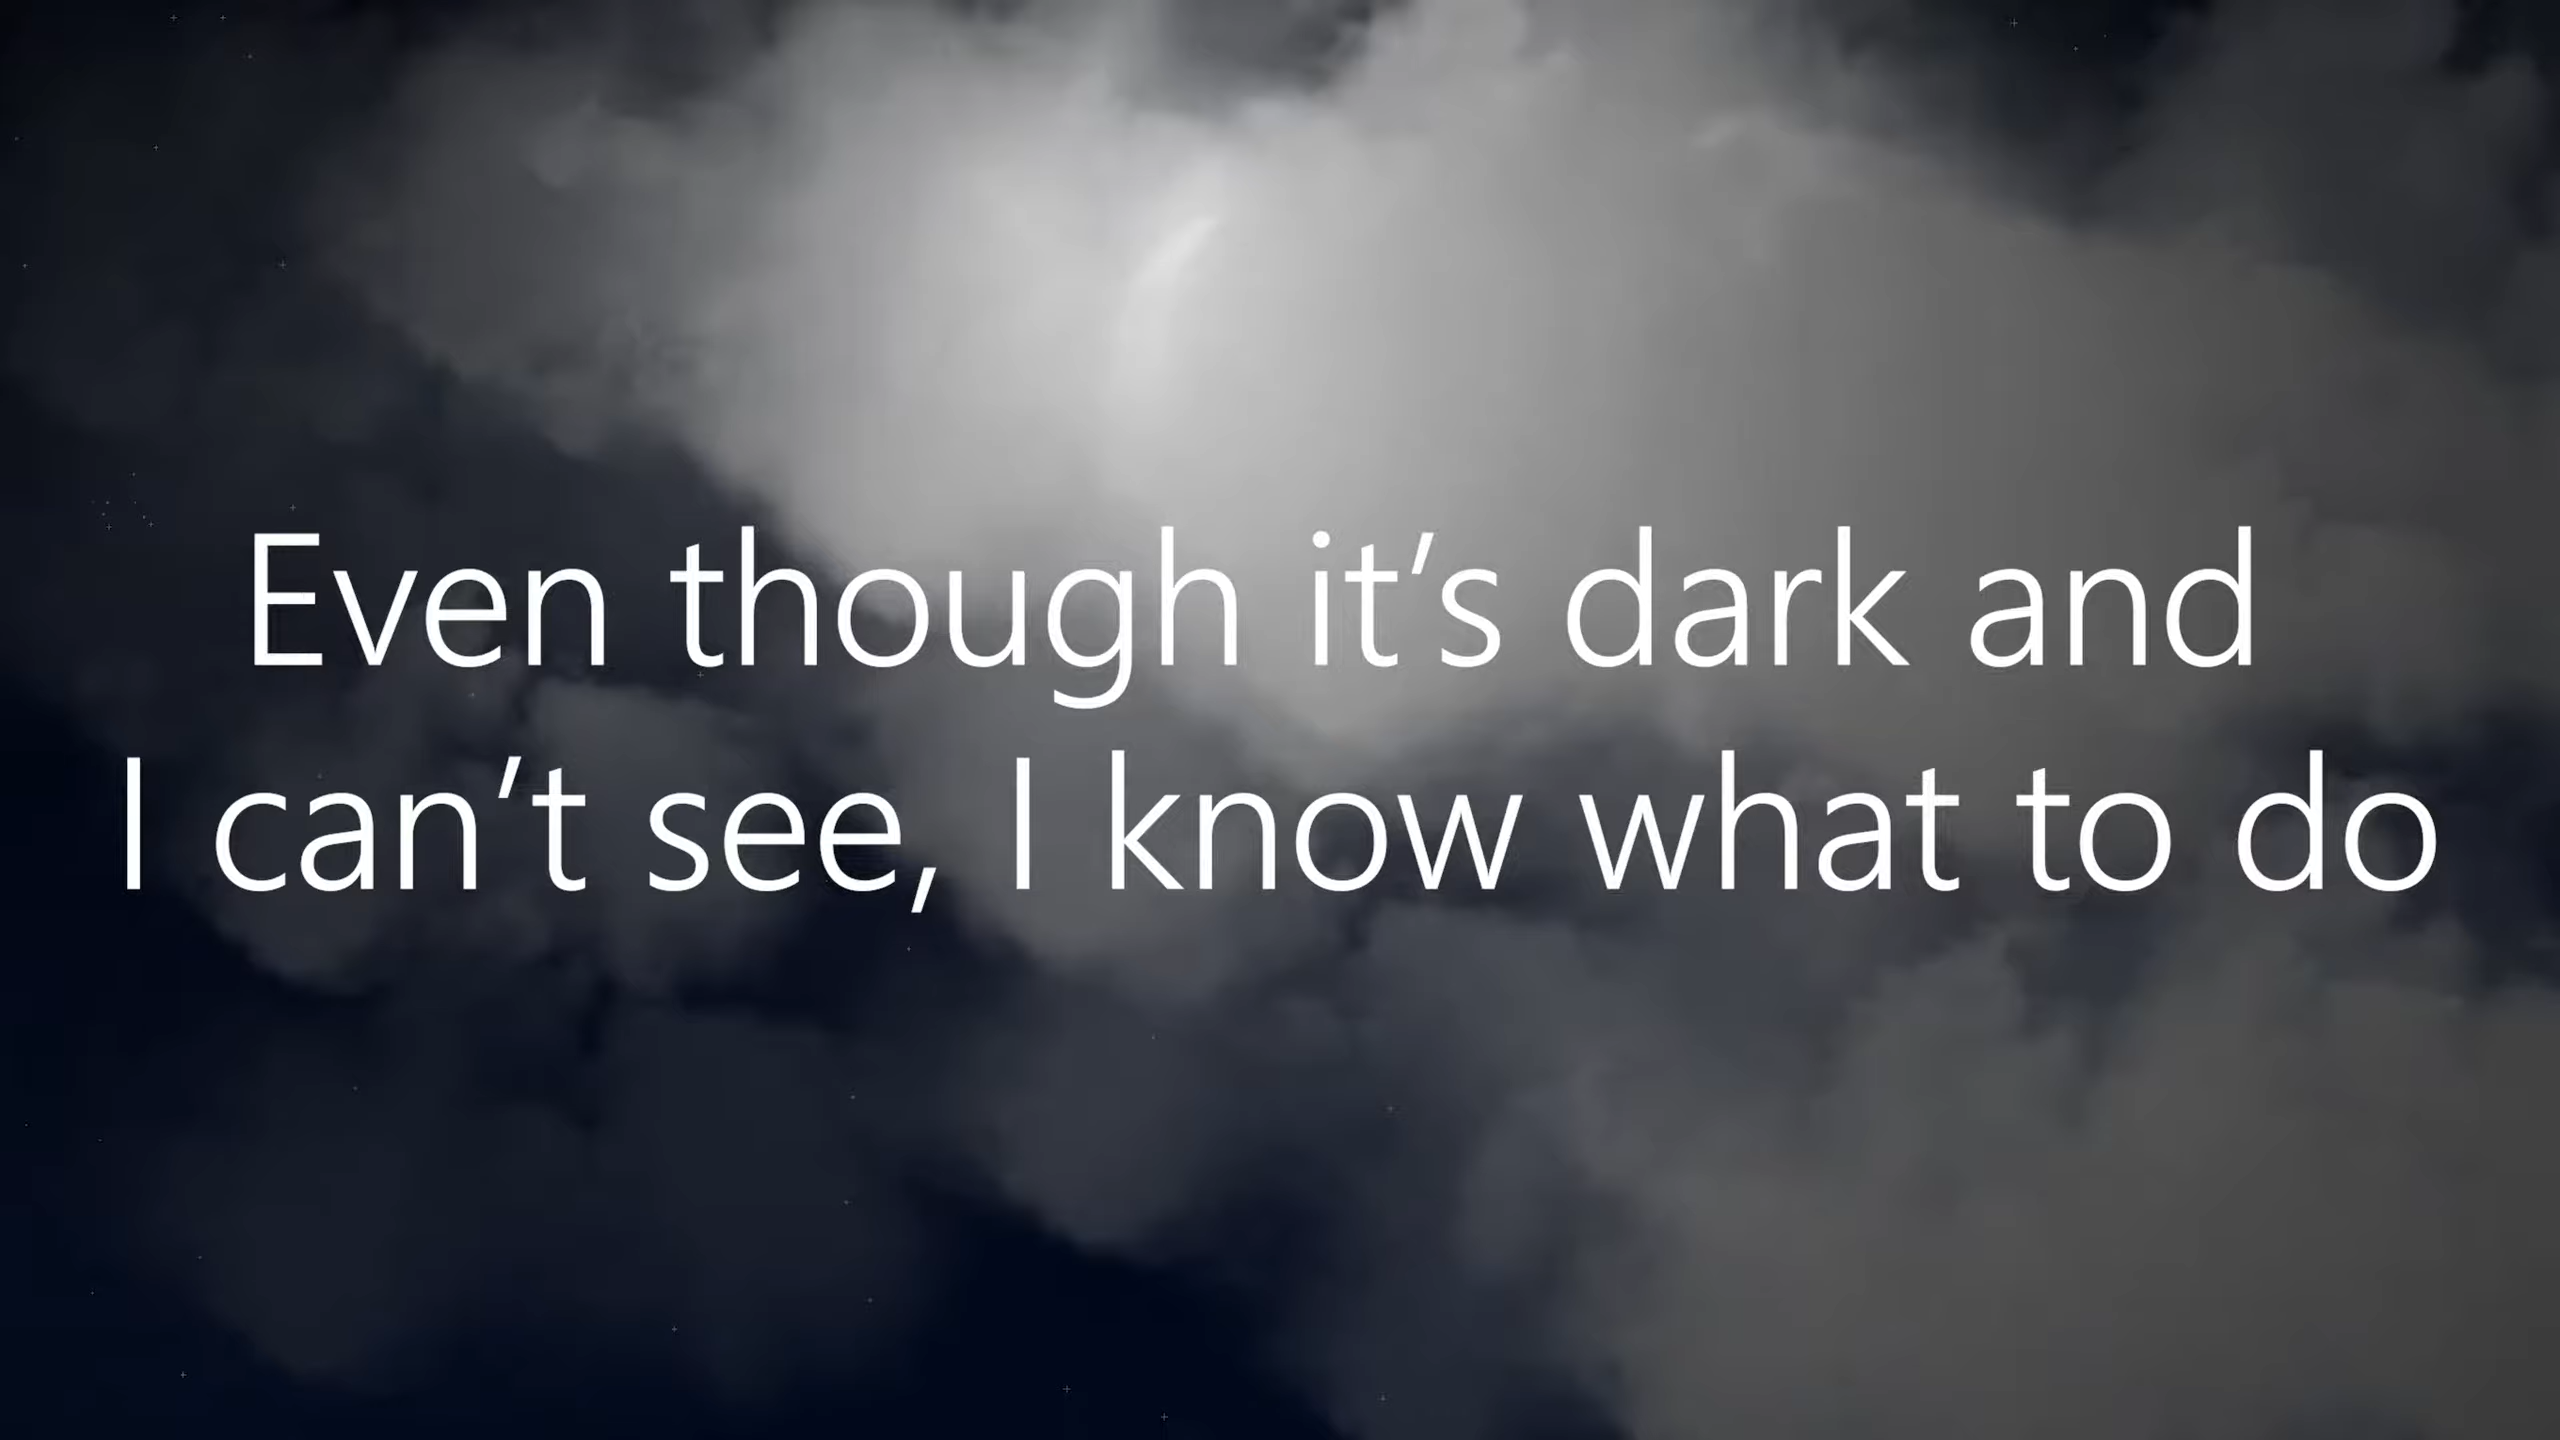 Even though it’s dark and
I can’t see, I know what to do